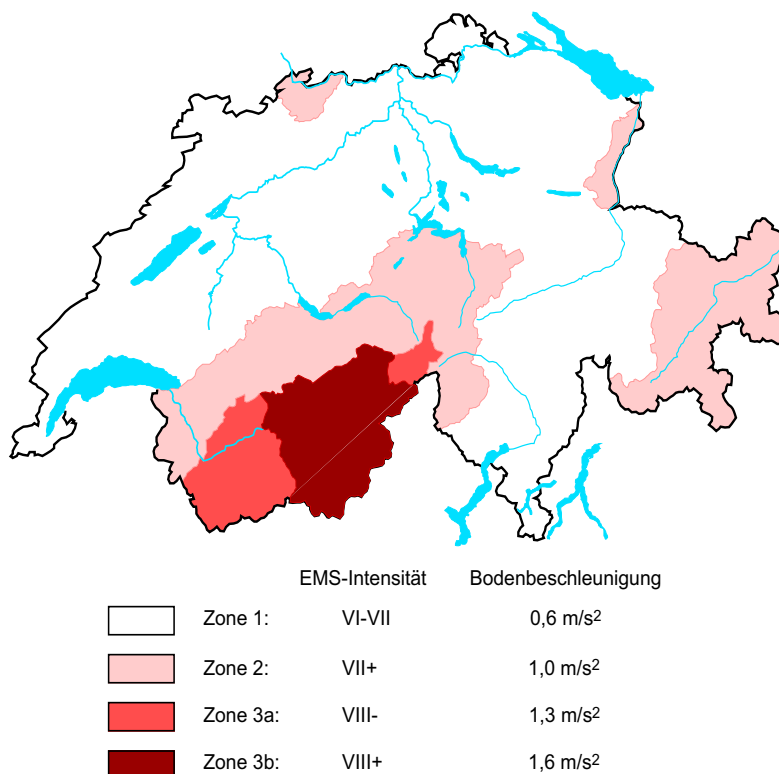 EMS-Intensität Bodenbeschleunigung
Zone 1: VI-VII 0,6 m/s²
Zone 2: VII+ 1,0 m/s²
Zone 3a: VIII- 1,3 m/s²
Zone 3b: VIII+ 1,6 m/s²